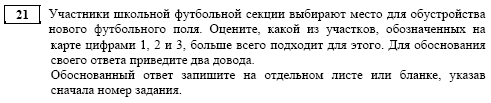 21 Участники школьной футбольной секции выбирают место для обустройства
нового футбольного поля. Оцените, какой из участков, обозначенных на
карте цифрами 1, 2 и 3, больше всего подходит для этого. Для обоснования
своего ответа приведите два довода.
Обоснованный ответ запишите на отдельном листе или бланке, указав
сначала номер задания.